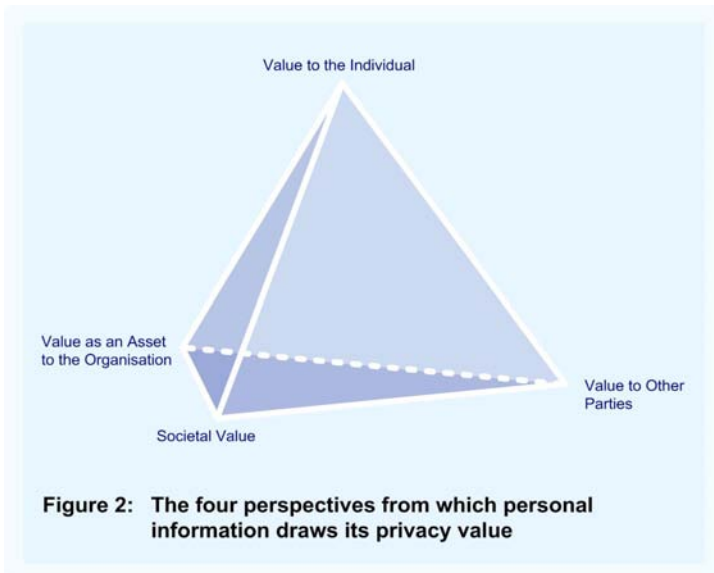 Value to the Individual
Value as an Asset
to the Organisation
Value to Other
Parties
Societal Value
Figure 2: The four perspectives from which personal
information draws its privacy value